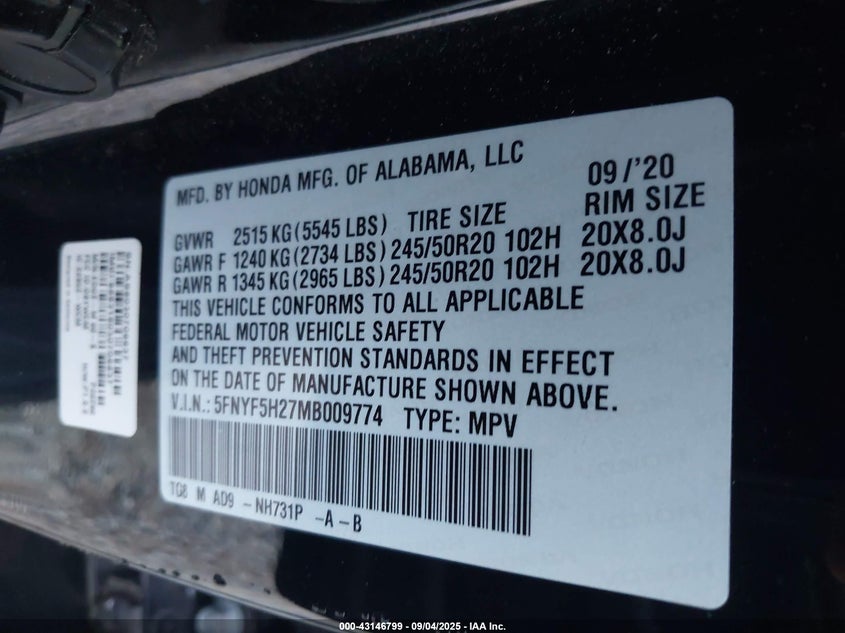 MFD. BY HONDA MFG. OF ALABAMA, LLC 09/'20
GVWR 2515 KG (5545 LBS) TIRE SIZE RIM SIZE
GAWR F 1240 KG (2734 LBS) 245/50R20 102H 20X8.0J
GAWR R 1345 KG (2965 LBS) 245/50R20 102H 20X8.0J
THIS VEHICLE CONFORMS TO ALL APPLICABLE
FEDERAL MOTOR VEHICLE SAFETY
AND THEFT PREVENTION STANDARDS IN EFFECT
ON THE DATE OF MANUFACTURE SHOWN ABOVE.
V.I.N.: 5FNYF5H27MB009774 TYPE: MPV
TG8 M AD9 -NH731P -A-B
000-43146799 - 09/04/2025 - IAA Inc.